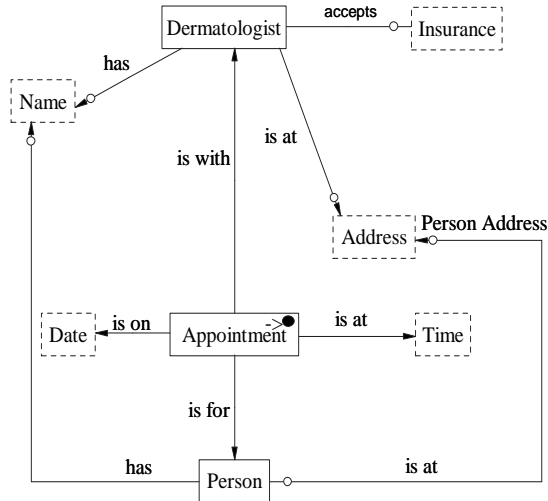 accepts
Dermatologist
Insurance
has
Name
is at
is with
Person Address
Address
is on
Date
Appointment
->
is at
Time
is for
has
Person
is at